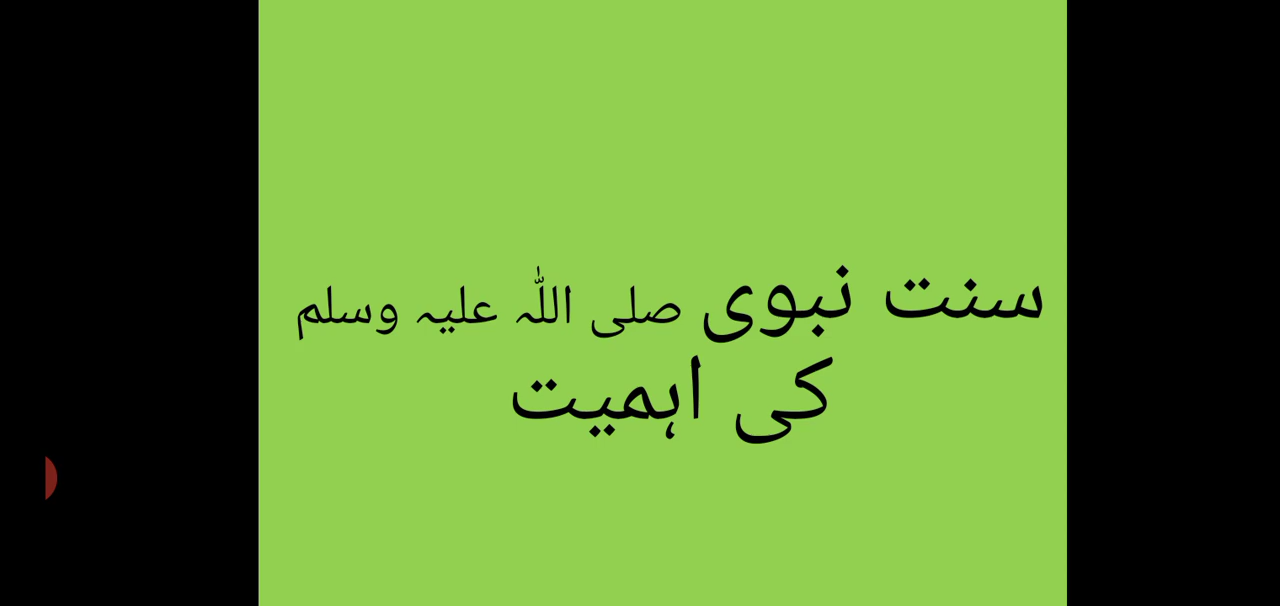 سنت نبوی صلی اللہ علیہ وسلم
کی اہمیت